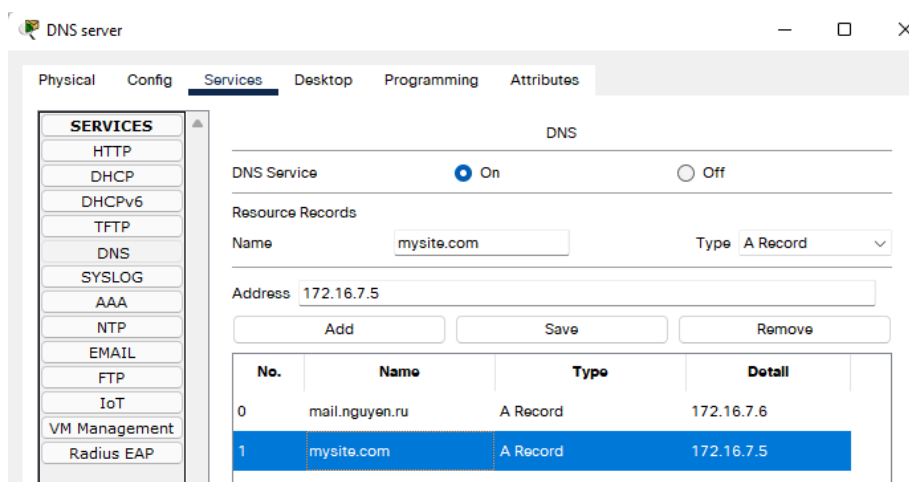 DNS server
Physical Config Services Desktop Programming Attributes
SERVICES
HTTP
DHCP
DHCPv6
TFTP
DNS
SYSLOG
AAA
NTP
EMAIL
FTP
IoT
VM Management
Radius EAP
DNS
DNS Service On Off
Resource Records
Name mysite.com Type A Record
Address 172.16.7.5
Add Save Remove
No. Name Type Detail
0 mail.nguyen.ru A Record 172.16.7.6
1 mysite.com A Record 172.16.7.5